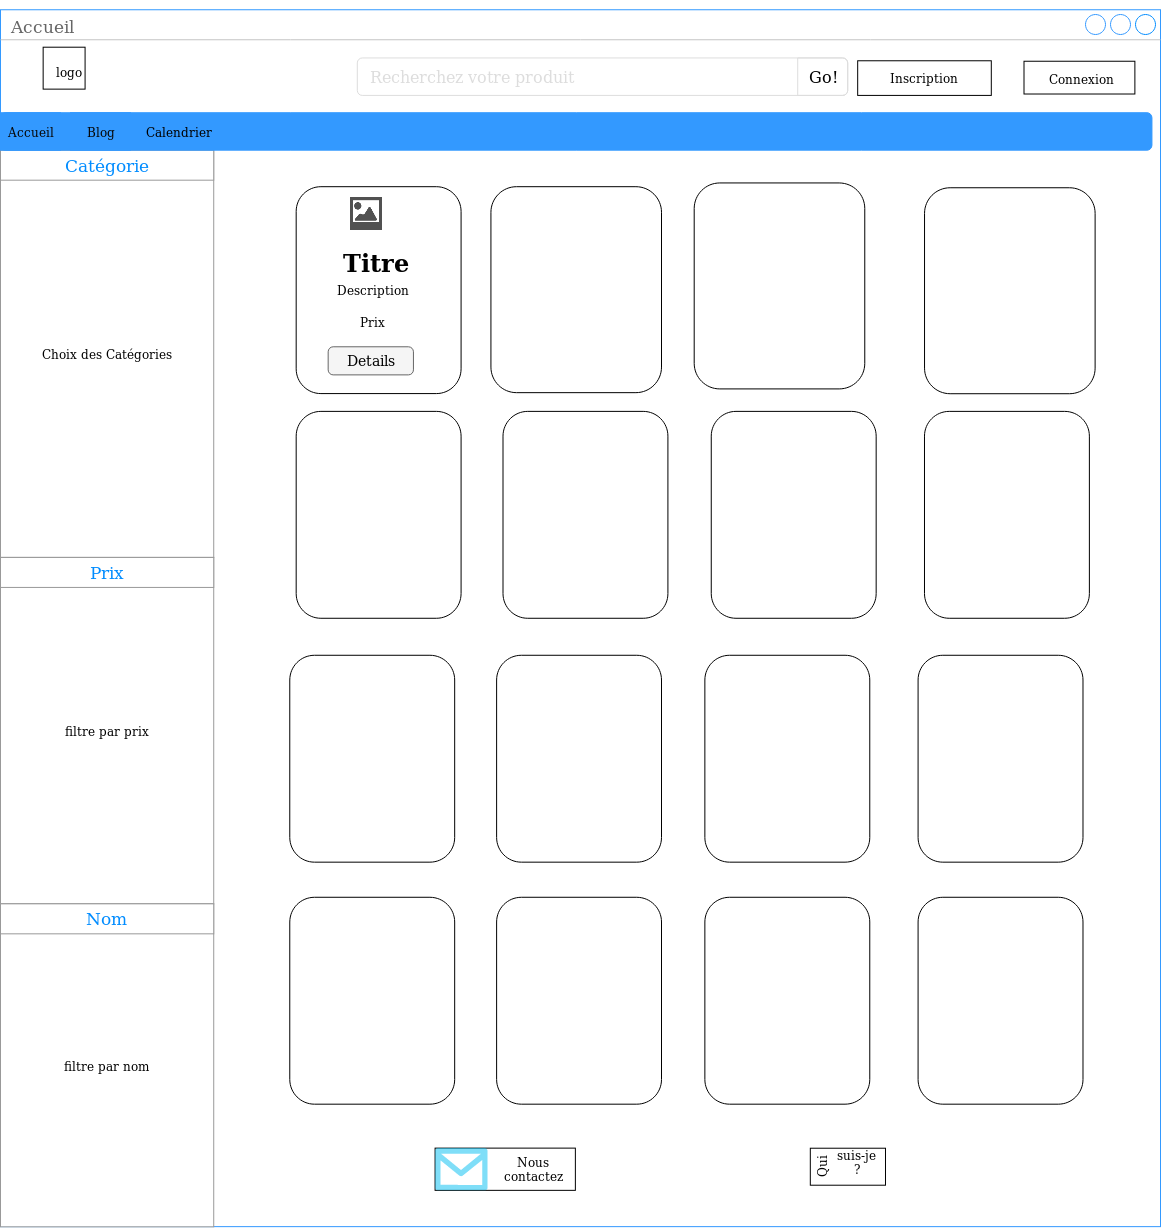 Accueil
logo
Recherchez votre produit
Go!
Inscription
Connexion
Accueil
Blog
Calendrier
Catégorie
Choix des Catégories
Titre
Description
Prix
Details
Prix
filtre par prix
Nom
filtre par nom
Nous
contactez
Qui
suis-je
?